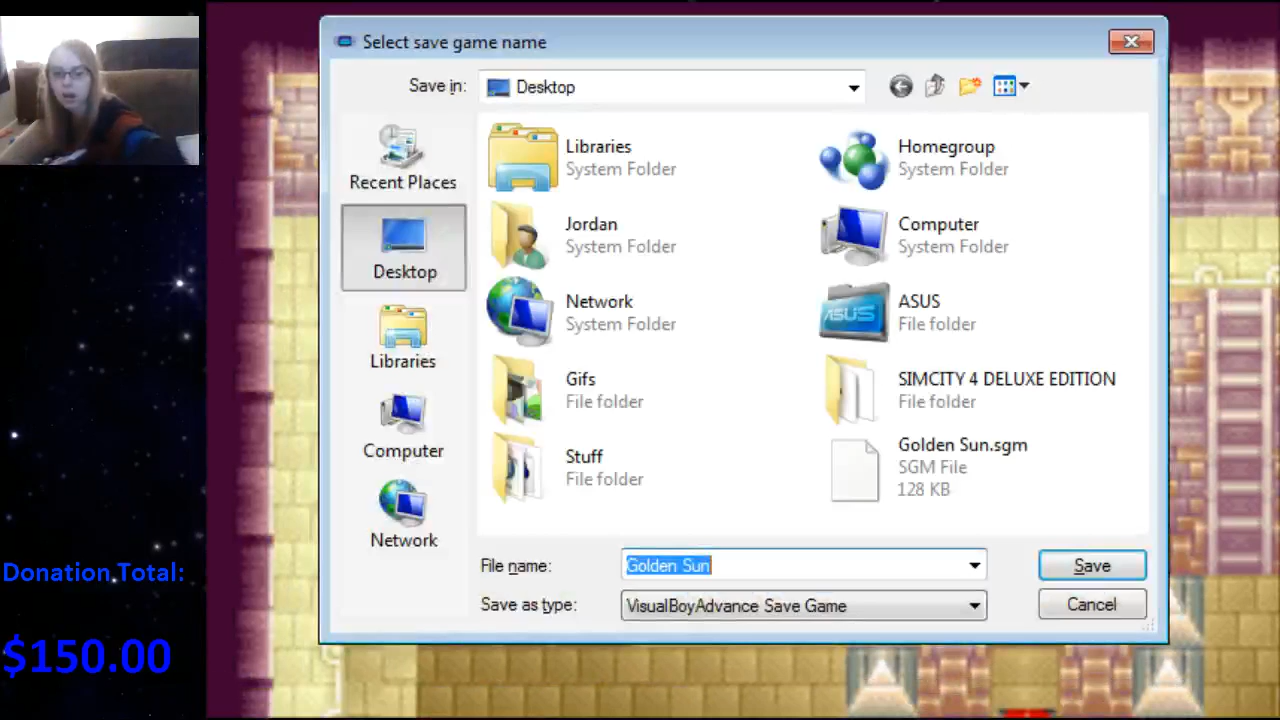 Select save game name
Save in:
Desktop
Recent Places
Desktop
Libraries
Computer
Network
Libraries
System Folder
Homegroup
System Folder
Jordan
System Folder
Computer
System Folder
Network
System Folder
ASUS
ASUS
File folder
Gifs
File folder
SIMCITY 4 DELUXE EDITION
File folder
Stuff
File folder
Golden Sun.sgm
SGM File
128 KB
File name:
Golden Sun
Save
Save as type:
VisualBoyAdvance Save Game
Cancel
Donation Total:
$150.00